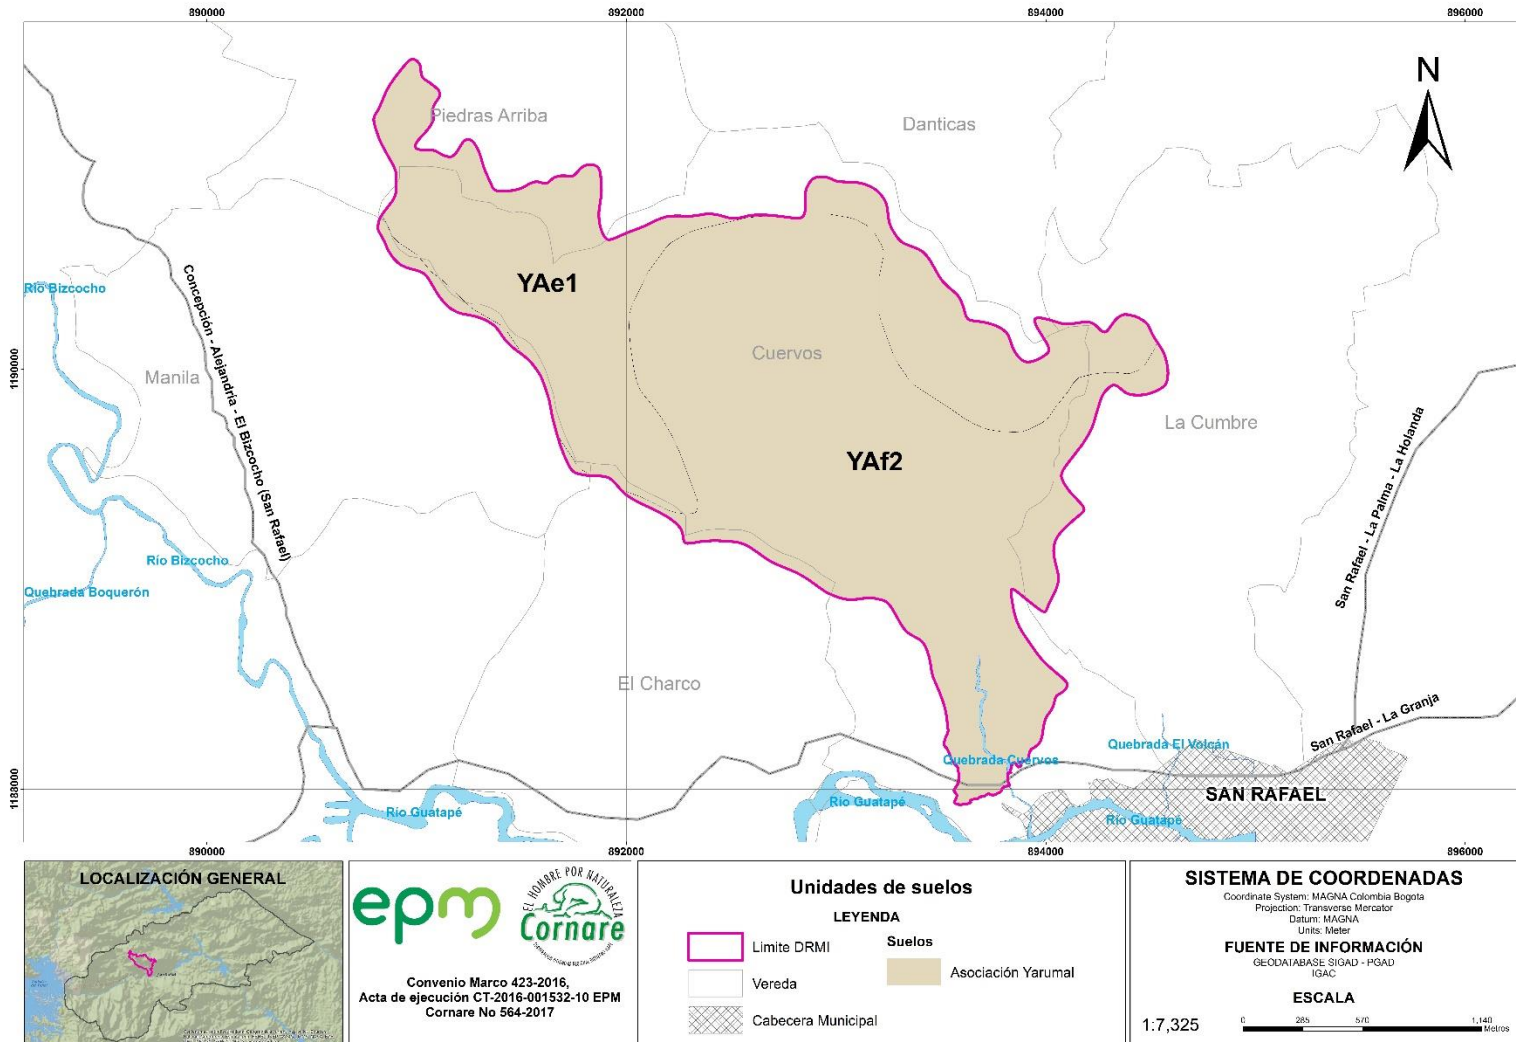 890000
892000
894000
896000
N
Piedras Arriba
Danticas
YAe1
Río Bizcocho
Concepción - Alejandría - El Bizcocho (San Rafael)
Cuervos
1190000
Manila
La Cumbre
YAf2
San Rafael - La Palma - La Holanda
Río Bizcocho
Quebrada Boquerón
El Charco
San Rafael - La Granja
Quebrada El Volcán
Quebrada Cuervos
1188000
SAN RAFAEL
Río Guatapé
Río Guatapé
Río Guatapé
890000
892000
894000
896000
LOCALIZACIÓN GENERAL
epm
EL HOMBRE POR NATURALEZA
Cornare
Convenio Marco 423-2016,
Acta de ejecución CT-2016-001532-10 EPM
Cornare No 564-2017
Unidades de suelos
LEYENDA
Limite DRMI
Vereda
Cabecera Municipal
Suelos
Asociación Yarumal
SISTEMA DE COORDENADAS
Coordinate System: MAGNA Colombia Bogota
Projection: Transverse Mercator
Datum: MAGNA
Units: Meter
FUENTE DE INFORMACIÓN
GEODATABASE SIGAD - PGAD
IGAC
ESCALA
1:7,325
0 285 570 1,140
Metros